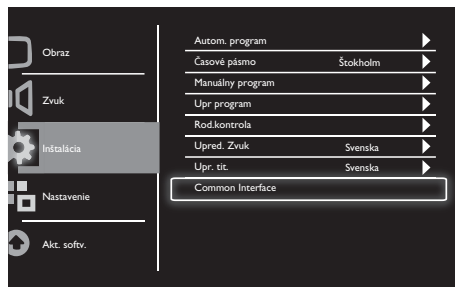 Obraz
Zvuk
Inštalácia
Nastavenie
Akt. softv.
Autom. program
Časové pásmo Štokholm
Manuálny program
Upr program
Rod.kontrola
Upred. Zvuk Svenska
Upr. tit. Svenska
Common Interface